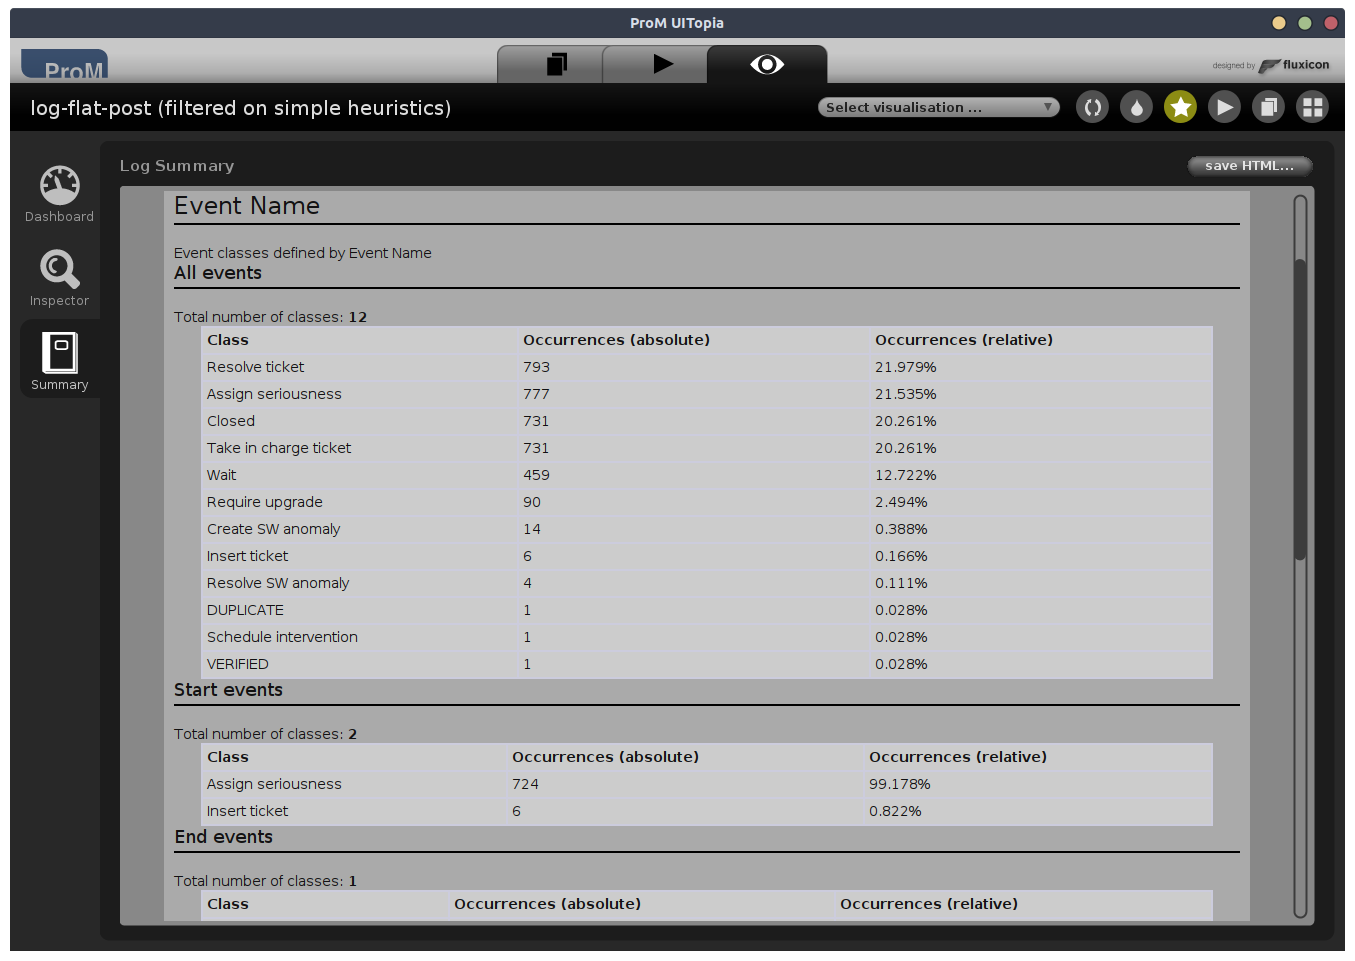 ProM UITopia
ProM
designed by fluxicon
log-flat-post (filtered on simple heuristics)
Select visualisation ...
Log Summary
save HTML...
Dashboard
Inspector
Summary
Event Name
Event classes defined by Event Name
All events
Total number of classes: 12
Class Occurrences (absolute) Occurrences (relative)
Resolve ticket 793 21.979%
Assign seriousness 777 21.535%
Closed 731 20.261%
Take in charge ticket 731 20.261%
Wait 459 12.722%
Require upgrade 90 2.494%
Create SW anomaly 14 0.388%
Insert ticket 6 0.166%
Resolve SW anomaly 4 0.111%
DUPLICATE 1 0.028%
Schedule intervention 1 0.028%
VERIFIED 1 0.028%
Start events
Total number of classes: 2
Class Occurrences (absolute) Occurrences (relative)
Assign seriousness 724 99.178%
Insert ticket 6 0.822%
End events
Total number of classes: 1
Class Occurrences (absolute) Occurrences (relative)